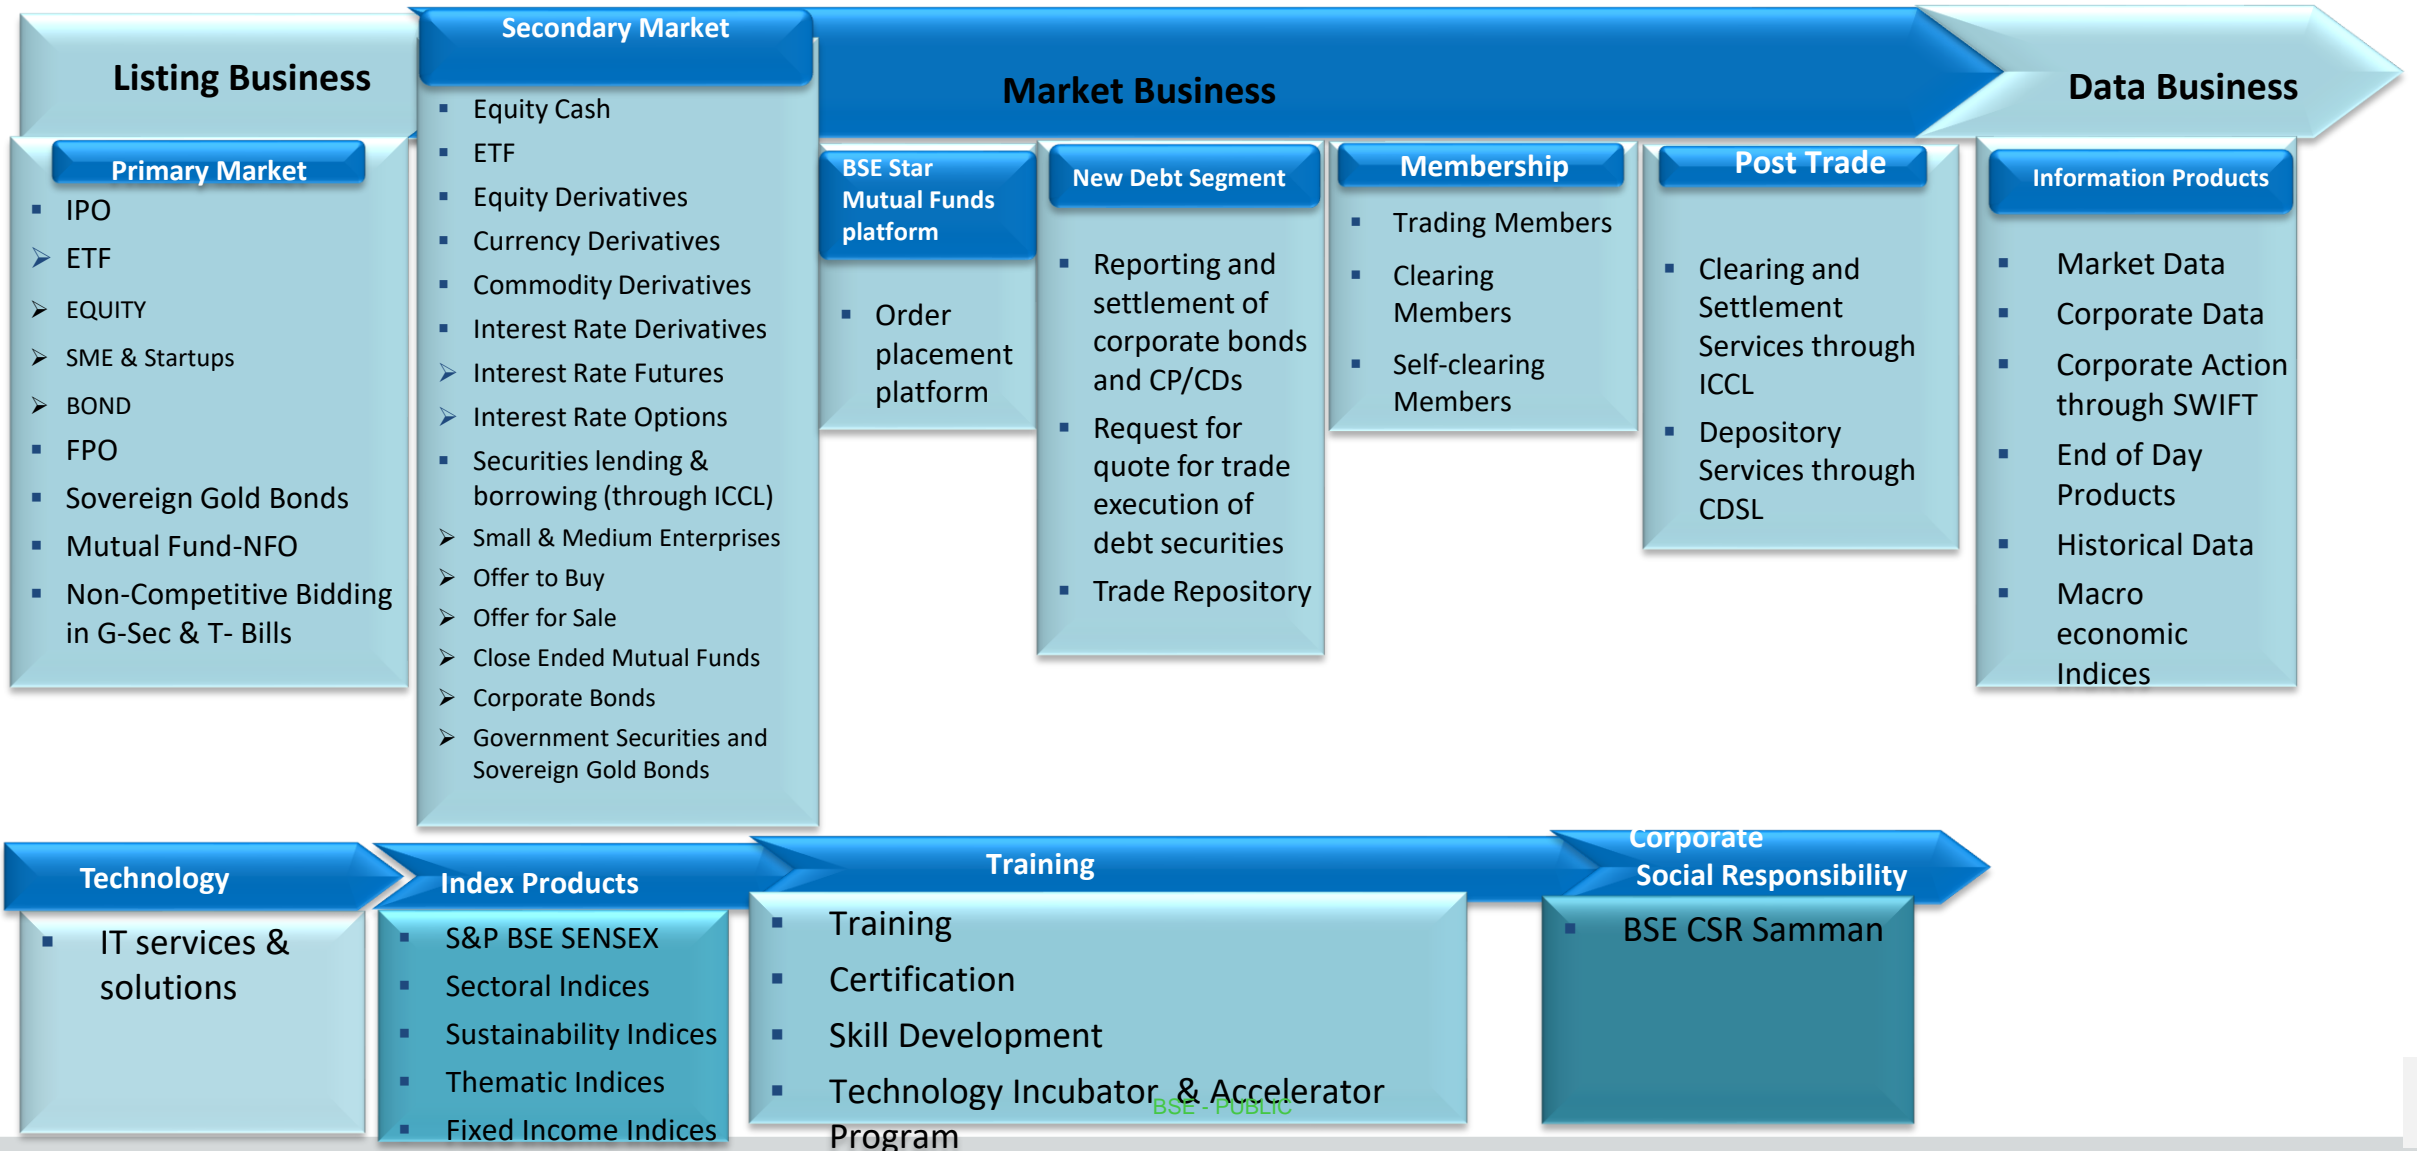 Listing Business
Primary Market
IPO
ETF
EQUITY
SME & Startups
BOND
FPO
Sovereign Gold Bonds
Mutual Fund-NFO
Non-Competitive Bidding
in G-Sec & T- Bills
Market Business
Secondary Market
Equity Cash
ETF
Equity Derivatives
Currency Derivatives
Commodity Derivatives
Interest Rate Derivatives
Interest Rate Futures
Interest Rate Options
Securities lending &
borrowing (through ICCL)
Small & Medium Enterprises
Offer to Buy
Offer for Sale
Close Ended Mutual Funds
Corporate Bonds
Government Securities and
Sovereign Gold Bonds
BSE Star
Mutual Funds
platform
Order
placement
platform
New Debt Segment
Reporting and
settlement of
corporate bonds
and CP/CDs
Request for
quote for trade
execution of
debt securities
Trade Repository
Membership
Trading Members
Clearing
Members
Self-clearing
Members
Post Trade
Clearing and
Settlement
Services through
ICCL
Depository
Services through
CDSL
Data Business
Information Products
Market Data
Corporate Data
Corporate Action
through SWIFT
End of Day
Products
Historical Data
Macro
economic
Indices
Technology
IT services &
solutions
Index Products
S&P BSE SENSEX
Sectoral Indices
Sustainability Indices
Thematic Indices
Fixed Income Indices
Training
Training
Certification
Skill Development
Technology Incubator & Accelerator
Program
Corporate
Social Responsibility
BSE CSR Samman
BSE - PUBLIC